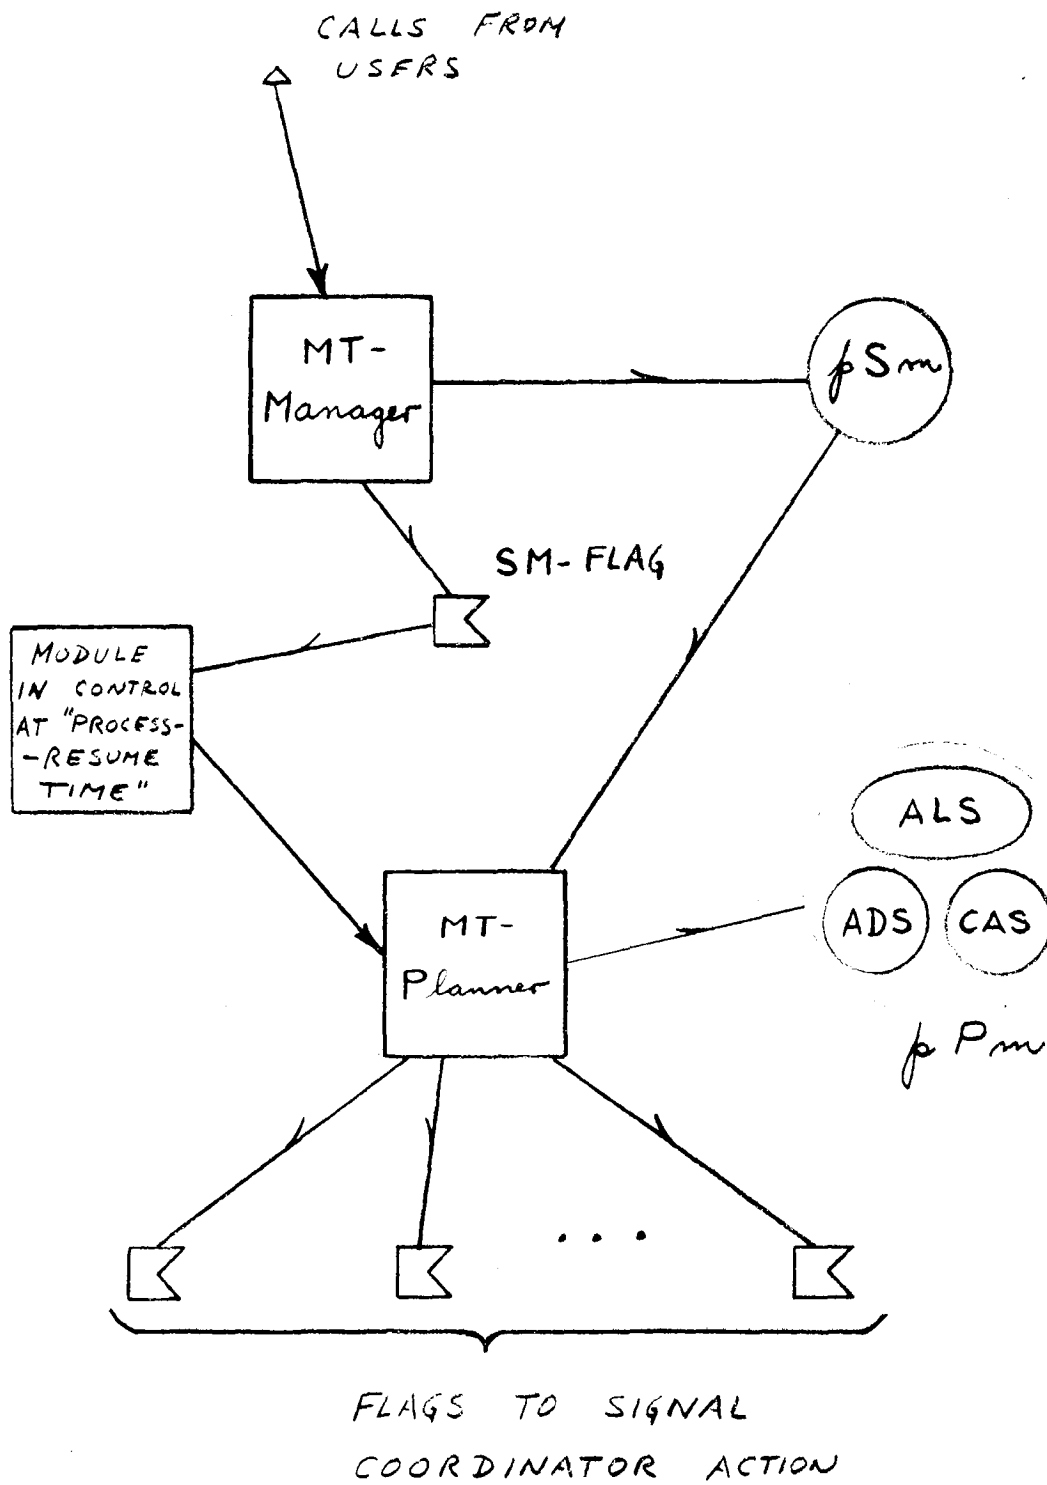 CALLS FROM
USERS
MT-
Manager
pSm
SM-FLAG
MODULE
IN CONTROL
AT "PROCESS-
-RESUME
TIME"
ALS
ADS
CAS
MT-
Planner
pPm
. . .
FLAGS TO SIGNAL
COORDINATOR ACTION